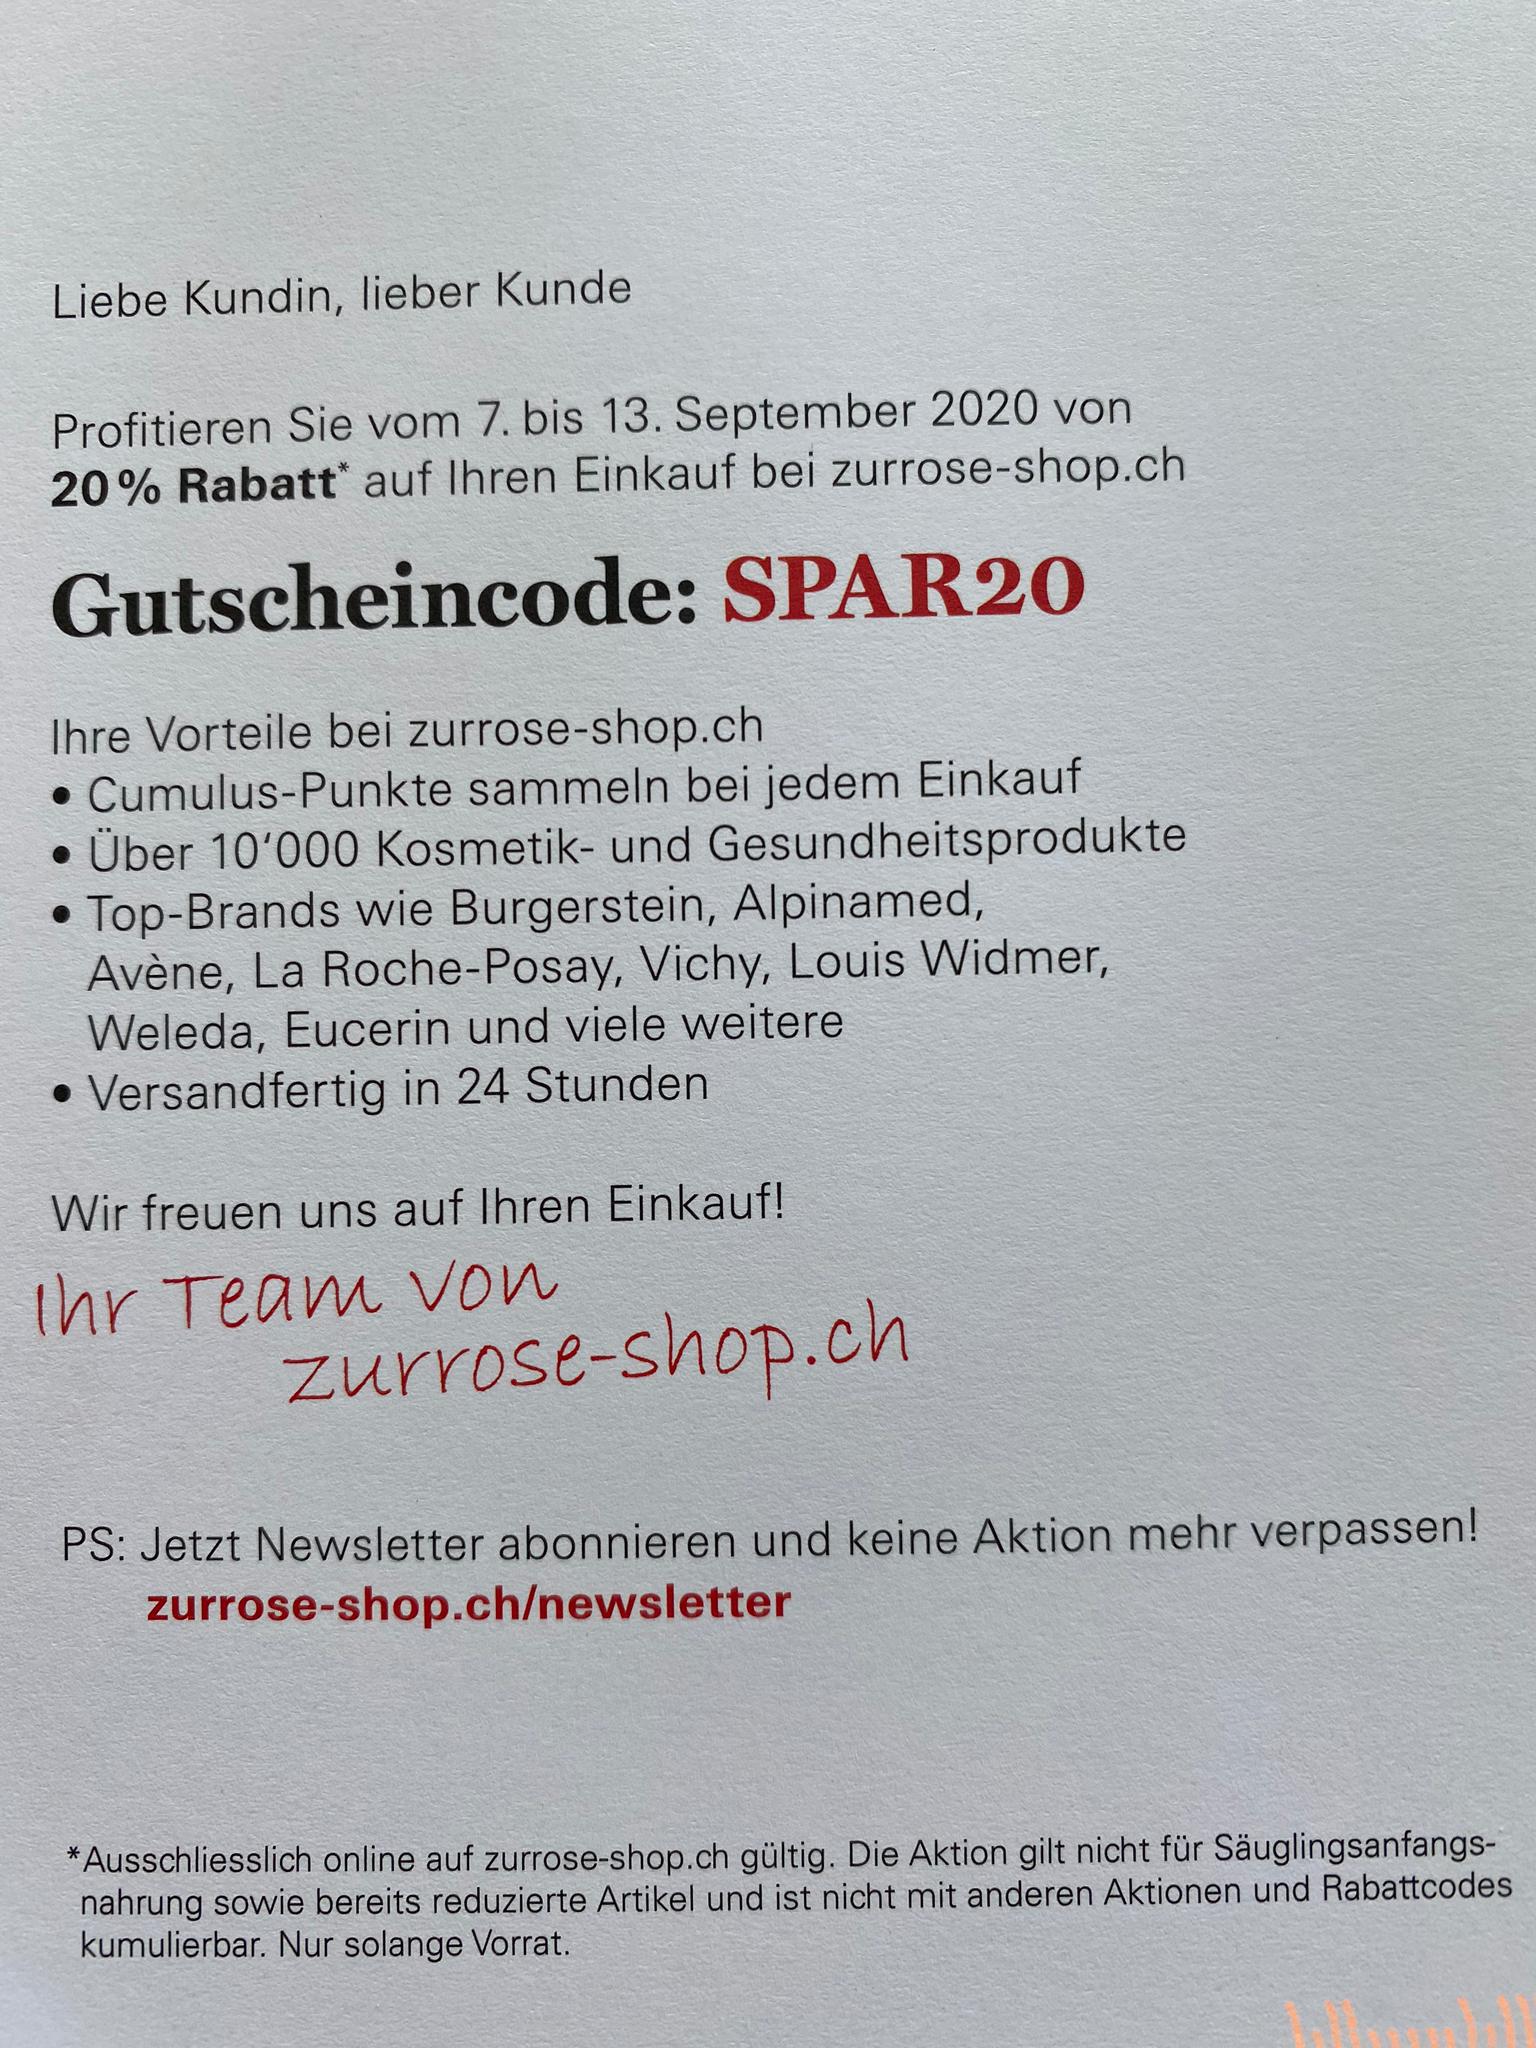 Liebe Kundin, lieber Kunde
Profitieren Sie vom 7. bis 13. September 2020 von
20% Rabatt* auf Ihren Einkauf bei zurrose-shop.ch
Gutscheincode: SPAR20
Ihre Vorteile bei zurrose-shop.ch
• Cumulus-Punkte sammeln bei jedem Einkauf
• Über 10‘000 Kosmetik- und Gesundheitsprodukte
• Top-Brands wie Burgerstein, Alpinamed,
Avène, La Roche-Posay, Vichy, Louis Widmer,
Weleda, Eucerin und viele weitere
• Versandfertig in 24 Stunden
Wir freuen uns auf Ihren Einkauf!
Ihr Team von
zurrose-shop.ch
PS: Jetzt Newsletter abonnieren und keine Aktion mehr verpassen!
zurrose-shop.ch/newsletter
*Ausschliesslich online auf zurrose-shop.ch gültig. Die Aktion gilt nicht für Säuglingsanfangs-
nahrung sowie bereits reduzierte Artikel und ist nicht mit anderen Aktionen und Rabattcodes
kumulierbar. Nur solange Vorrat.